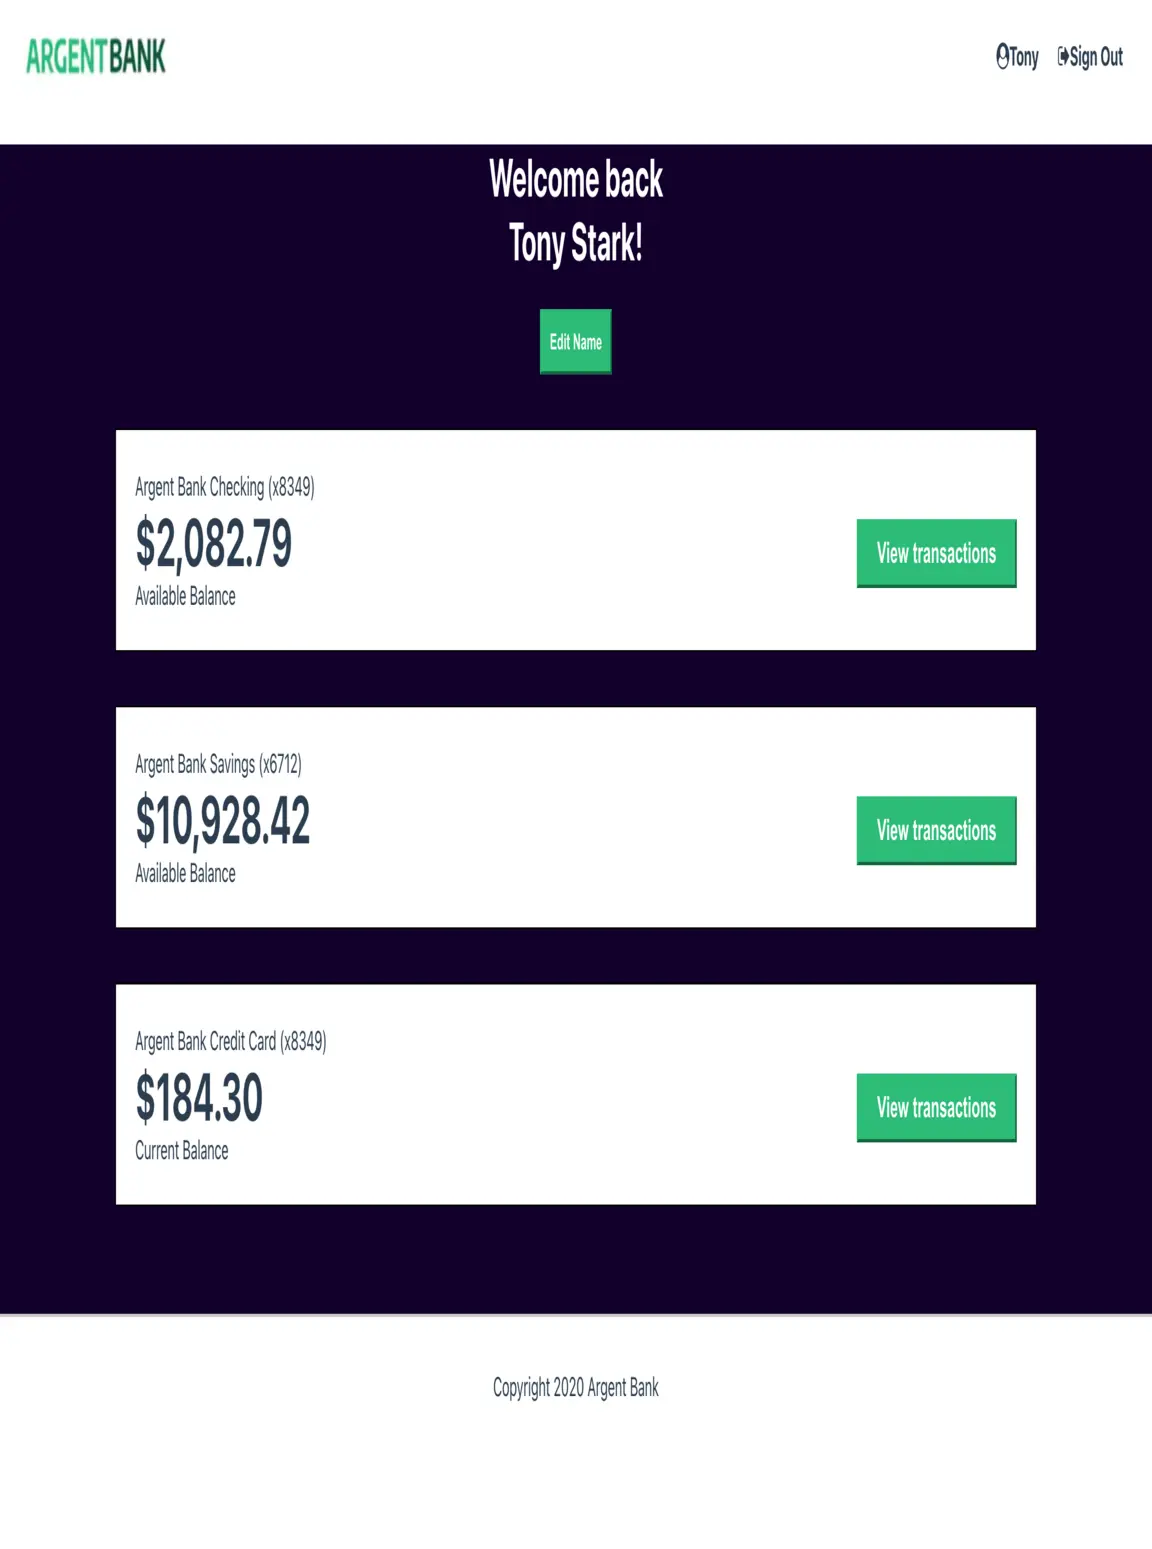 ARGENTBANK
Tony Sign Out
Welcome back
Tony Stark!
Edit Name
Argent Bank Checking (x8349)
$2,082.79
Available Balance
View transactions
Argent Bank Savings (x6712)
$10,928.42
Available Balance
View transactions
Argent Bank Credit Card (x8349)
$184.30
Current Balance
View transactions
Copyright 2020 Argent Bank